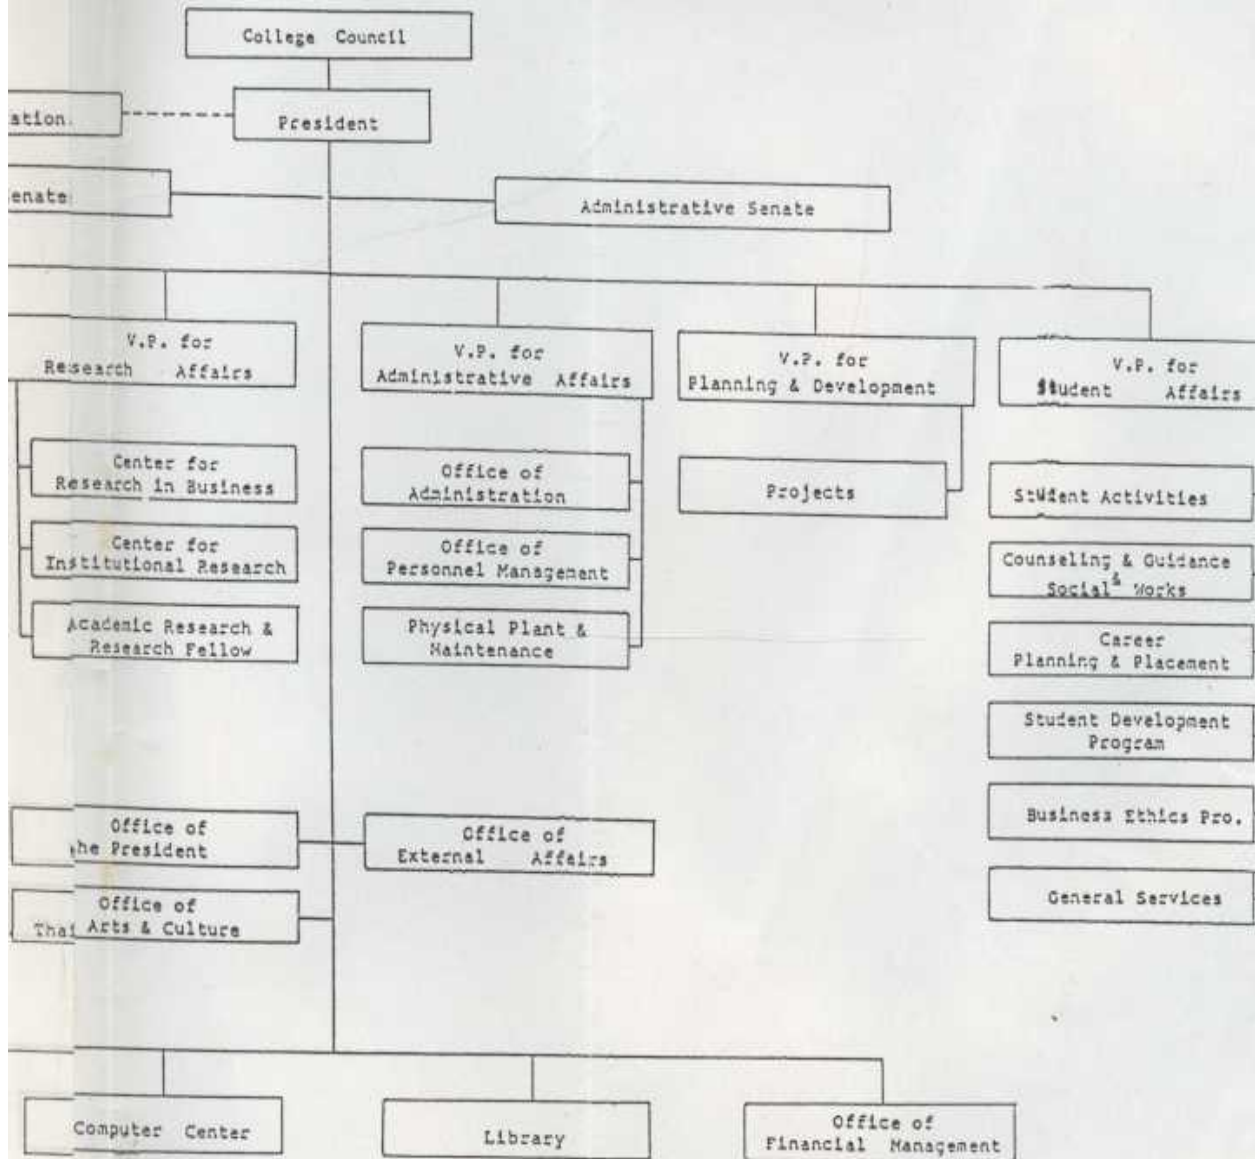 College Council
ation.
President
enate
Administrative Senate
V.P. for
Research Affairs
V.P. for
Administrative Affairs
V.P. for
Planning & Development
V.P. for
Student Affairs
Center for
Research in Business
Office of
Administration
Projects
Student Activities
Center for
Institutional Research
Office of
Personnel Management
Counseling & Guidance
& Social Works
Academic Research &
Research Fellow
Physical Plant &
Maintenance
Career
Planning & Placement
Student Development
Program
Office of
he President
Office of
External Affairs
Business Ethics Pro.
Office of
Thai Arts & Culture
General Services
Computer Center
Library
Office of
Financial Management